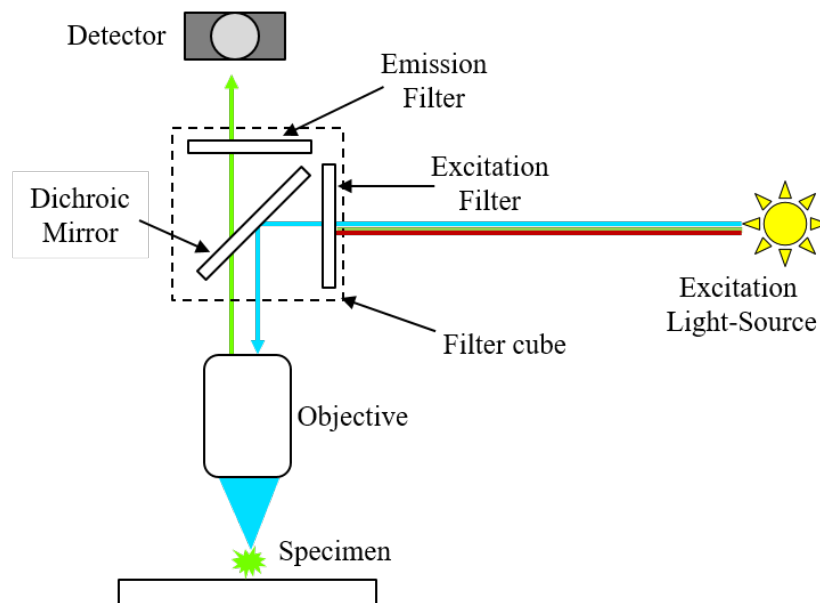 Detector
Emission
Filter
Excitation
Filter
Dichroic
Mirror
Excitation
Light-Source
Filter cube
Objective
Specimen